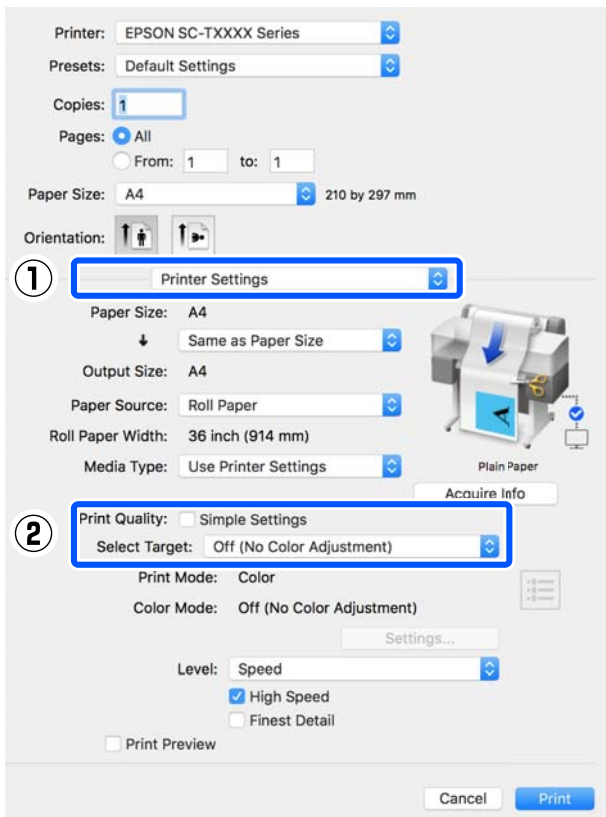 Printer: EPSON SC-TXXXX Series
Presets: Default Settings
Copies: 1
Pages: All
From: 1 to: 1
Paper Size: A4 210 by 297 mm
Orientation:
① Printer Settings
Paper Size: A4
Same as Paper Size
Output Size: A4
Paper Source: Roll Paper
Roll Paper Width: 36 inch (914 mm)
Media Type: Use Printer Settings
Plain Paper
Acquire Info
② Print Quality: Simple Settings
Select Target: Off (No Color Adjustment)
Print Mode: Color
Color Mode: Off (No Color Adjustment)
Settings...
Level: Speed
High Speed
Finest Detail
Print Preview
Cancel Print